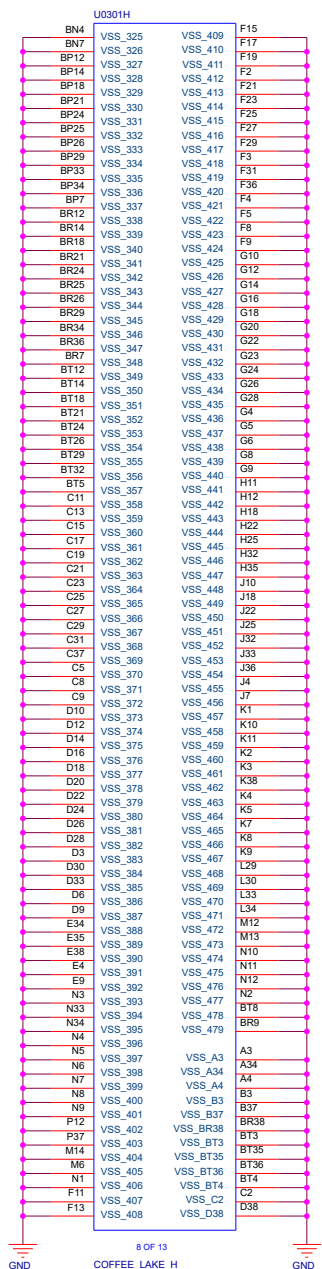 U0301H
BN4 VSS_325 VSS_409 F15
BN7 VSS_326 VSS_410 F17
BP12 VSS_327 VSS_411 F19
BP14 VSS_328 VSS_412 F2
BP18 VSS_329 VSS_413 F21
BP21 VSS_330 VSS_414 F23
BP24 VSS_331 VSS_415 F25
BP25 VSS_332 VSS_416 F27
BP26 VSS_333 VSS_417 F29
BP29 VSS_334 VSS_418 F3
BP33 VSS_335 VSS_419 F31
BP34 VSS_336 VSS_420 F36
BP7 VSS_337 VSS_421 F4
BR12 VSS_338 VSS_422 F5
BR14 VSS_339 VSS_423 F8
BR18 VSS_340 VSS_424 F9
BR21 VSS_341 VSS_425 G10
BR24 VSS_342 VSS_426 G12
BR25 VSS_343 VSS_427 G14
BR26 VSS_344 VSS_428 G16
BR29 VSS_345 VSS_429 G18
BR34 VSS_346 VSS_430 G20
BR36 VSS_347 VSS_431 G22
BR7 VSS_348 VSS_432 G23
BT12 VSS_349 VSS_433 G24
BT14 VSS_350 VSS_434 G26
BT18 VSS_351 VSS_435 G28
BT21 VSS_352 VSS_436 G4
BT24 VSS_353 VSS_437 G5
BT26 VSS_354 VSS_438 G6
BT29 VSS_355 VSS_439 G8
BT32 VSS_356 VSS_440 G9
BT5 VSS_357 VSS_441 H11
C11 VSS_358 VSS_442 H12
C13 VSS_359 VSS_443 H18
C15 VSS_360 VSS_444 H22
C17 VSS_361 VSS_445 H25
C19 VSS_362 VSS_446 H32
C21 VSS_363 VSS_447 H35
C23 VSS_364 VSS_448 J10
C25 VSS_365 VSS_449 J18
C27 VSS_366 VSS_450 J22
C29 VSS_367 VSS_451 J25
C31 VSS_368 VSS_452 J32
C37 VSS_369 VSS_453 J33
C5 VSS_370 VSS_454 J36
C8 VSS_371 VSS_455 J4
C9 VSS_372 VSS_456 J7
D10 VSS_373 VSS_457 K1
D12 VSS_374 VSS_458 K10
D14 VSS_375 VSS_459 K11
D16 VSS_376 VSS_460 K2
D18 VSS_377 VSS_461 K3
D20 VSS_378 VSS_462 K38
D22 VSS_379 VSS_463 K4
D24 VSS_380 VSS_464 K5
D26 VSS_381 VSS_465 K7
D28 VSS_382 VSS_466 K8
D3 VSS_383 VSS_467 K9
D30 VSS_384 VSS_468 L29
D33 VSS_385 VSS_469 L30
D6 VSS_386 VSS_470 L33
D9 VSS_387 VSS_471 L34
E34 VSS_388 VSS_472 M12
E35 VSS_389 VSS_473 M13
E38 VSS_390 VSS_474 N10
E4 VSS_391 VSS_475 N11
E9 VSS_392 VSS_476 N12
N3 VSS_393 VSS_477 N2
N33 VSS_394 VSS_478 BT8
N34 VSS_395 VSS_479 BR9
N4 VSS_396
N5 VSS_397 VSS_A3 A3
N6 VSS_398 VSS_A34 A34
N7 VSS_399 VSS_A4 A4
N8 VSS_400 VSS_B3 B3
N9 VSS_401 VSS_B37 B37
P12 VSS_402 VSS_BR38 BR38
P37 VSS_403 VSS_BT3 BT3
M14 VSS_404 VSS_BT35 BT35
M6 VSS_405 VSS_BT36 BT36
N1 VSS_406 VSS_BT4 BT4
F11 VSS_407 VSS_C2 C2
F13 VSS_408 VSS_D38 D38
8 OF 13
GND COFFEE_LAKE_H GND